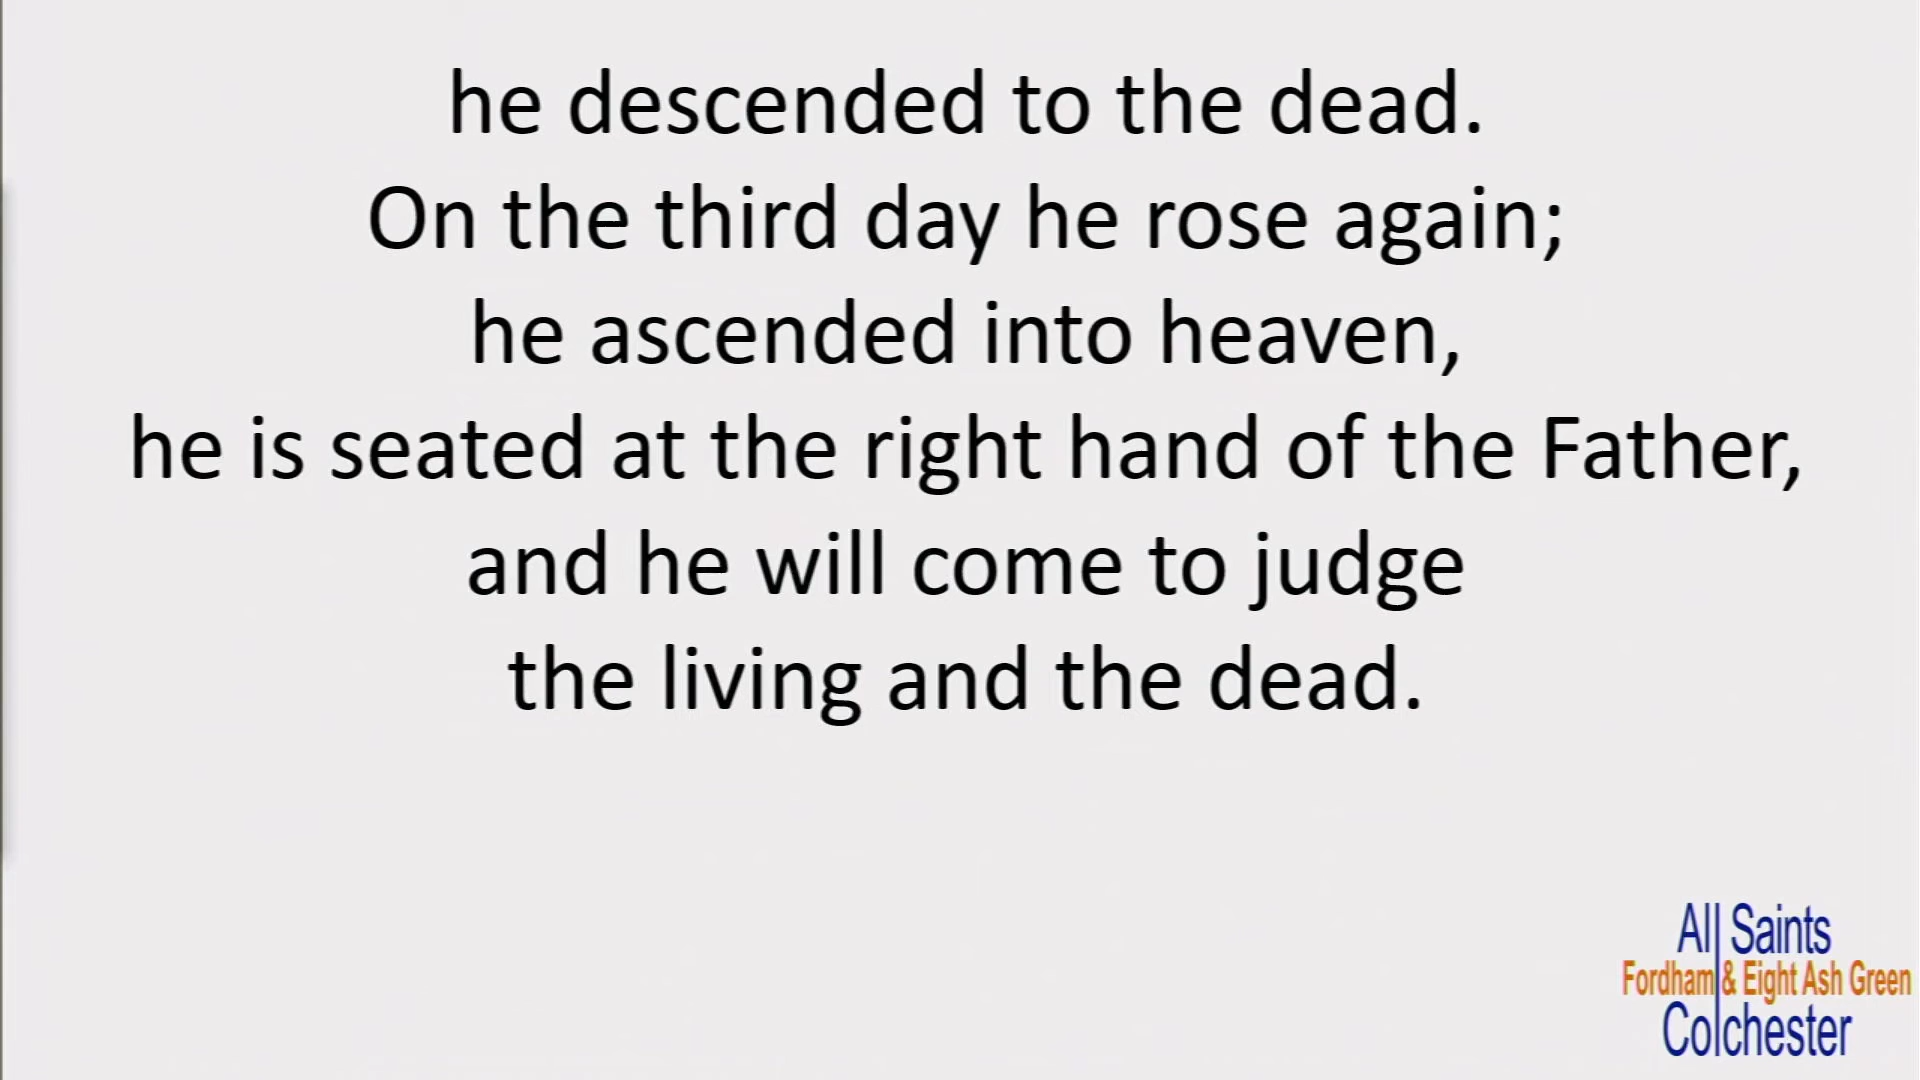 he descended to the dead.
On the third day he rose again;
he ascended into heaven,
he is seated at the right hand of the Father,
and he will come to judge
the living and the dead.
All Saints
Fordham & Eight Ash Green
Colchester